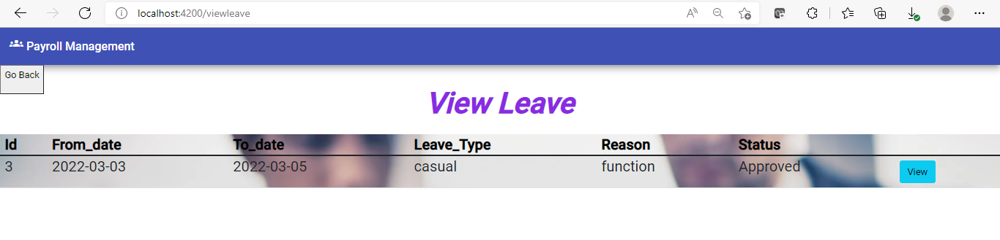 localhost:4200/viewleave
Payroll Management
Go Back
View Leave
Id From_date To_date Leave_Type Reason Status
3 2022-03-03 2022-03-05 casual function Approved View